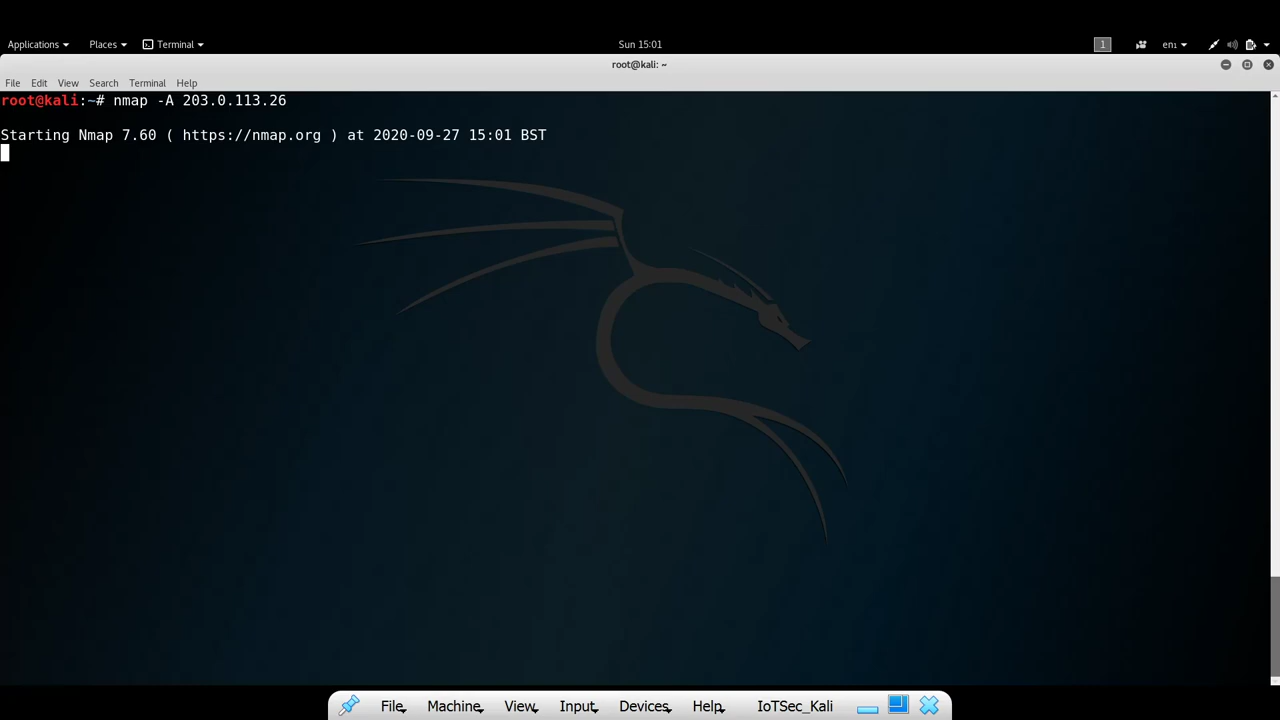 Applications Places Terminal Sun 15:01 1 en₁
root@kali: ~
File Edit View Search Terminal Help
root@kali:~# nmap -A 203.0.113.26
Starting Nmap 7.60 ( https://nmap.org ) at 2020-09-27 15:01 BST
File Machine View Input Devices Help IoTSec_Kali